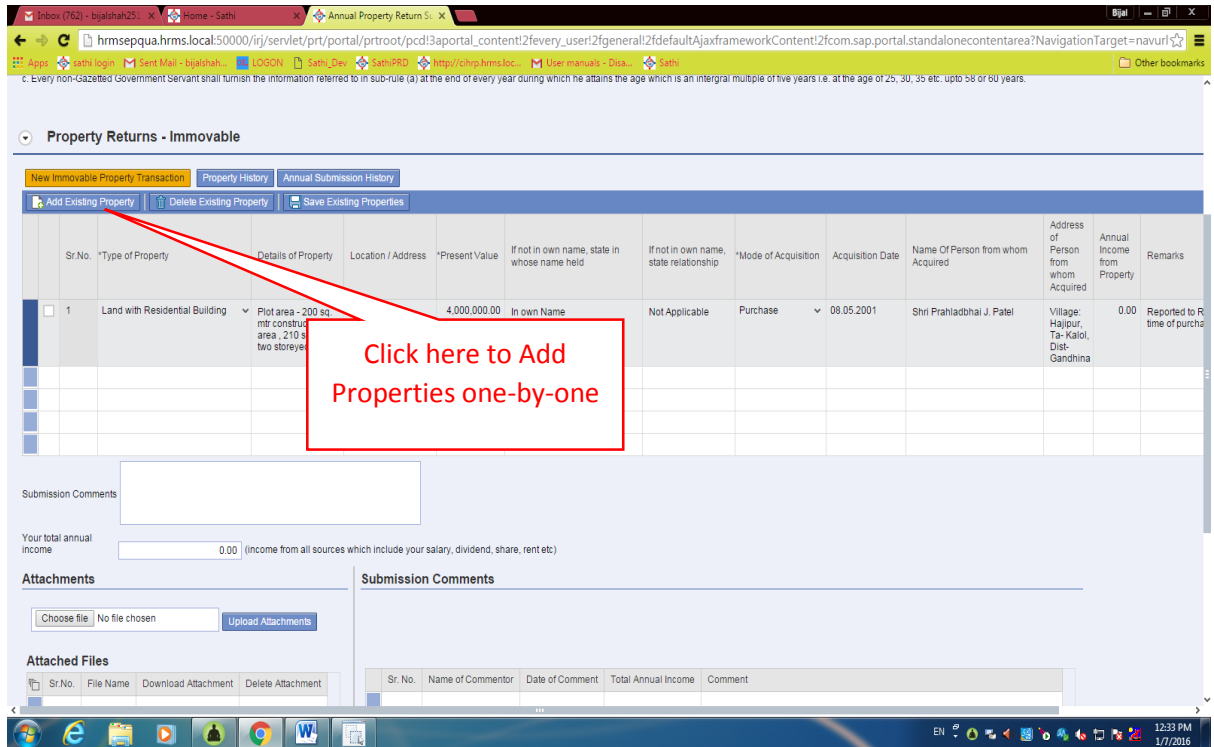 Inbox (762) - bijalshah251 Home - Sathi Annual Property Return Su Bijal
hrmsepqua.hrms.local:50000/irj/servlet/prt/portal/prtroot/pcd!3aportal_content!2fevery_user!2fgeneral!2fdefaultAjaxframeworkContent!2fcom.sap.portal.standalonecontentarea?NavigationTarget=navurl
Apps sathi login Sent Mail - bijalshah... LOGON Sathi_Dev SathiPRD http://cihrp.hrms.loc... User manuals - Disa... Sathi Other bookmarks
c. Every non-Gazetted Government Servant shall furnish the information referred to in sub-rule (a) at the end of every year during which he attains the age which is an intergral multiple of five years i.e. at the age of 25, 30, 35 etc. upto 58 or 60 years.
Property Returns - Immovable
New Immovable Property Transaction Property History Annual Submission History
Add Existing Property Delete Existing Property Save Existing Properties
Sr.No. *Type of Property Details of Property Location / Address *Present Value If not in own name, state in whose name held If not in own name, state relationship *Mode of Acquisition Acquisition Date Name Of Person from whom Acquired Address of Person from whom Acquired Annual Income from Property Remarks
1 Land with Residential Building Plot area - 200 sq. 4,000,000.00 In own Name Not Applicable Purchase 08.05.2001 Shri Prahladbhai J. Patel Village: 0.00 Reported to R
mtr construc Hajipur, time of purcha
area , 210 s Ta- Kalol,
two storeye Dist-
Gandhina
Click here to Add
Properties one-by-one
Submission Comments
Your total annual
income 0.00 (income from all sources which include your salary, dividend, share, rent etc)
Attachments Submission Comments
Choose file No file chosen Upload Attachments
Attached Files
Sr.No. File Name Download Attachment Delete Attachment
Sr. No. Name of Commentor Date of Comment Total Annual Income Comment
EN 12:33 PM
1/7/2016